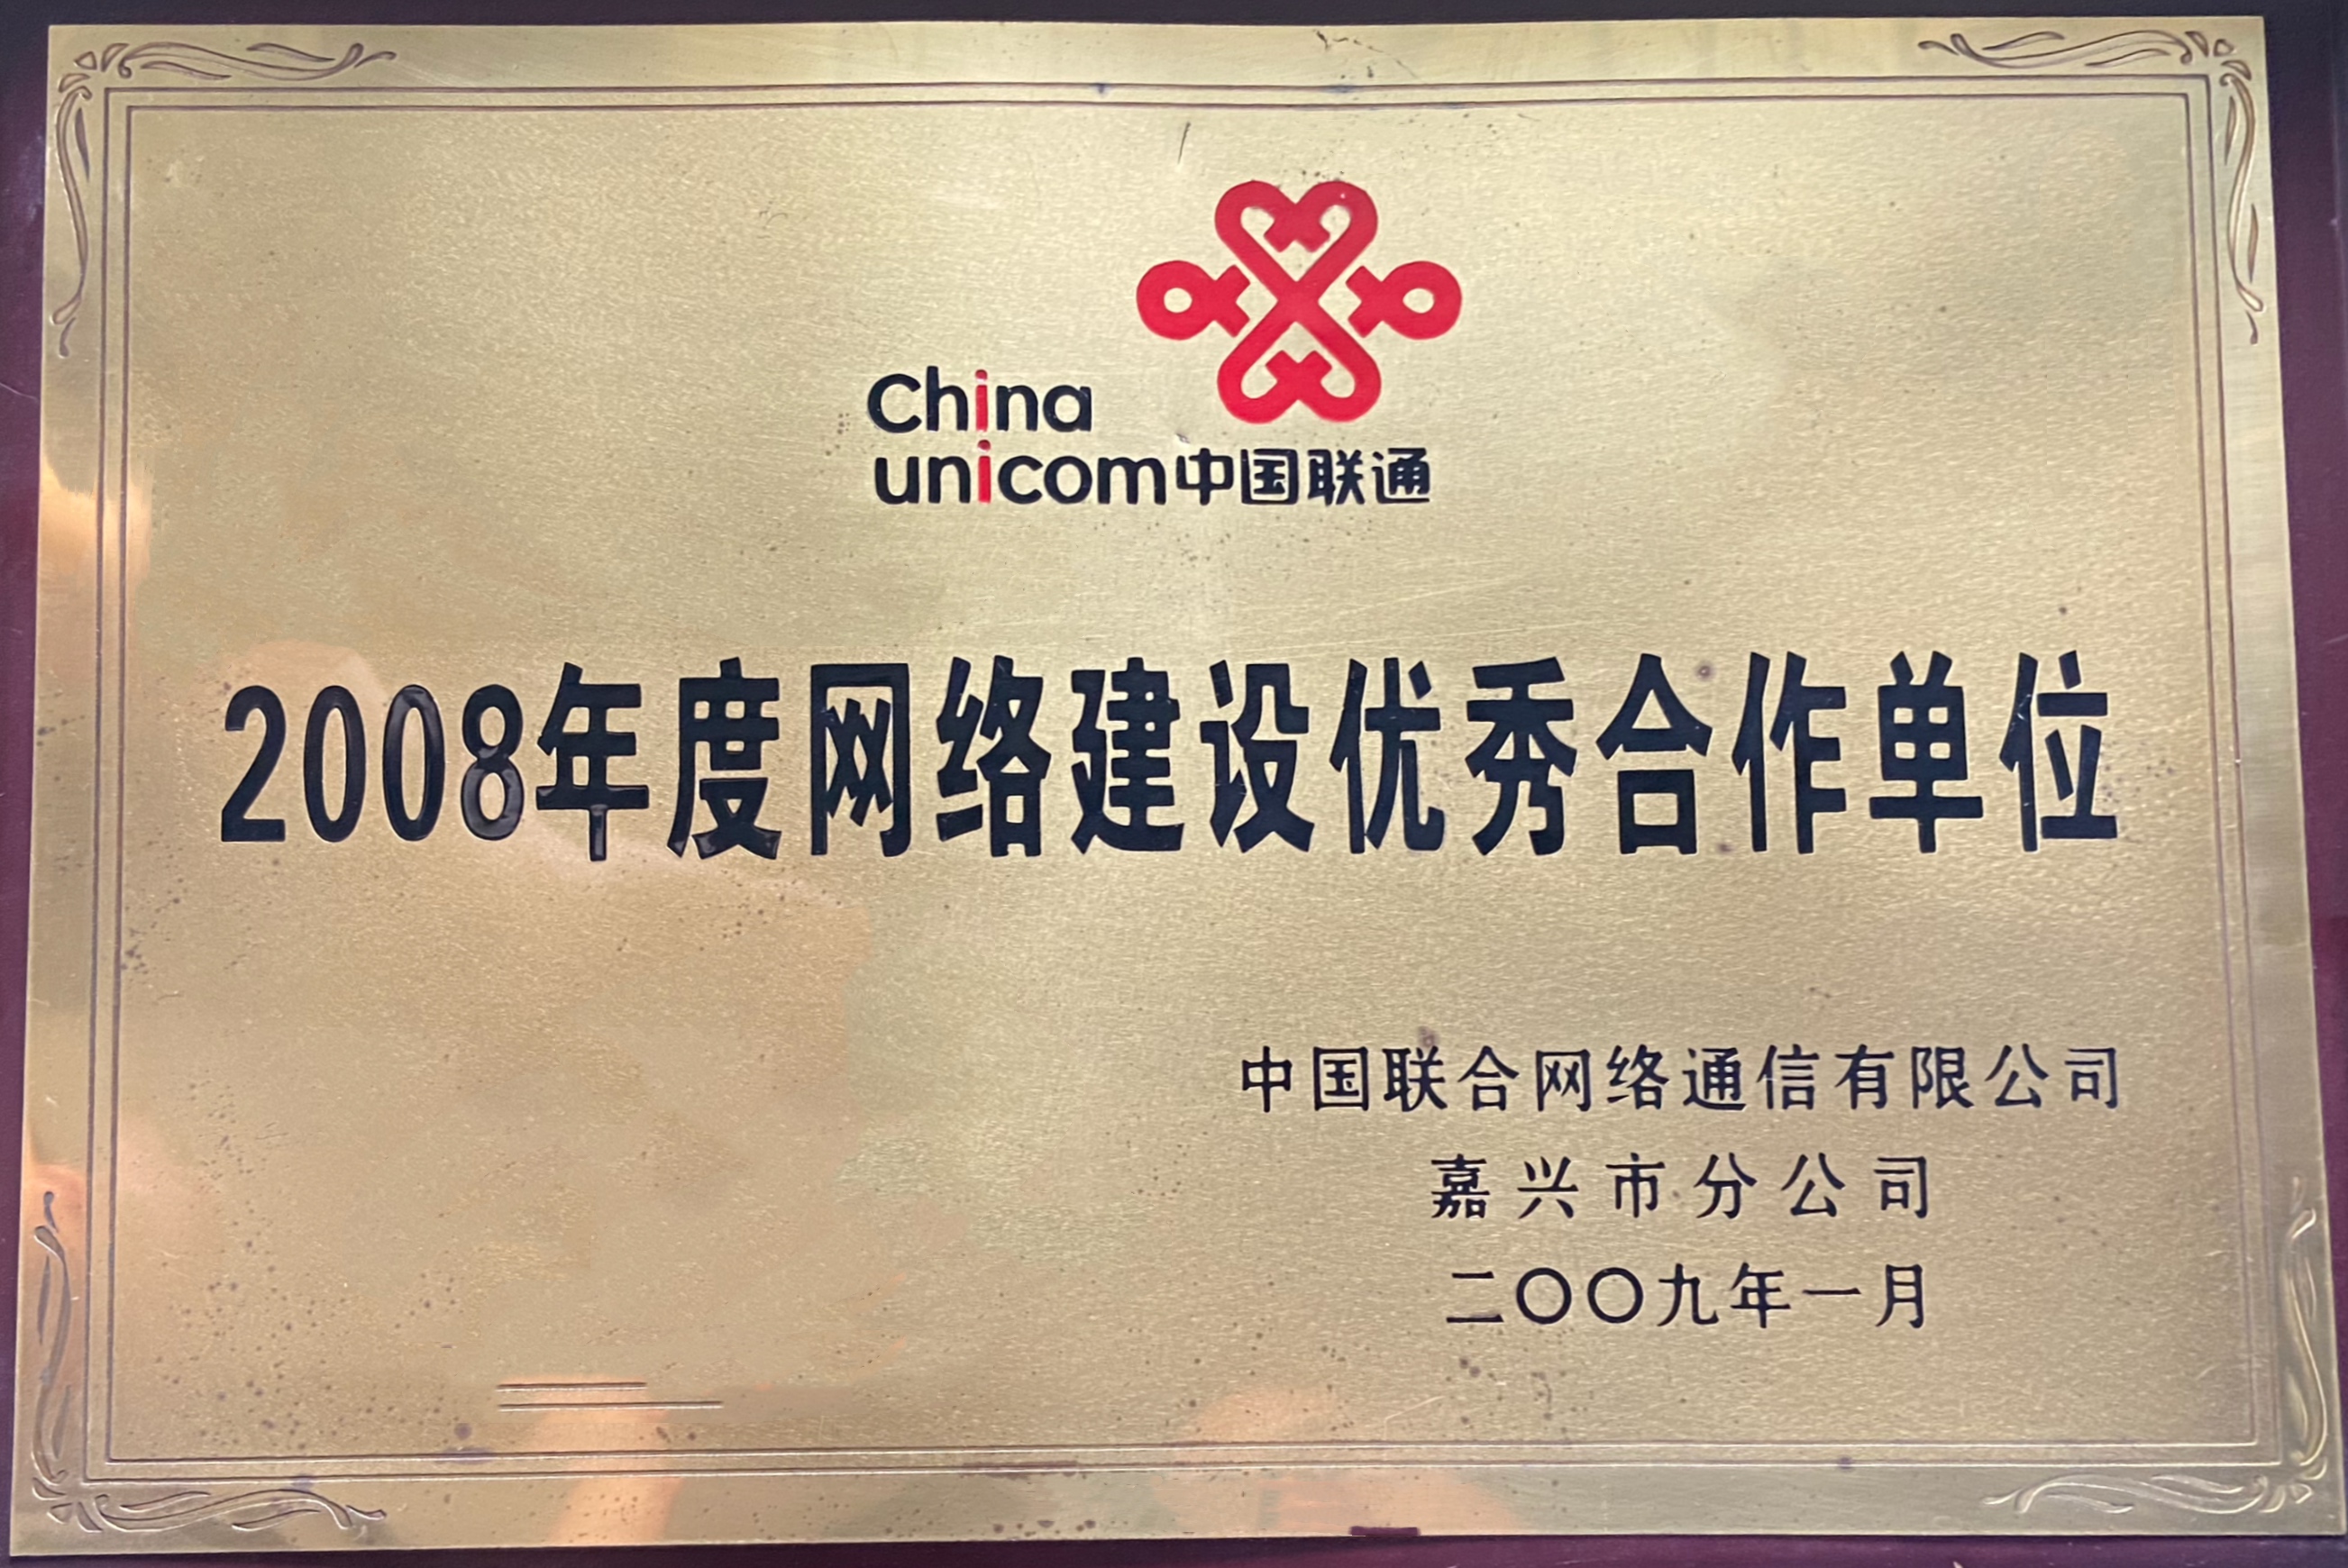 China
unicom中国联通
2008年度网络建设优秀合作单位
中国联合网络通信有限公司
嘉兴市分公司
二〇〇九年一月